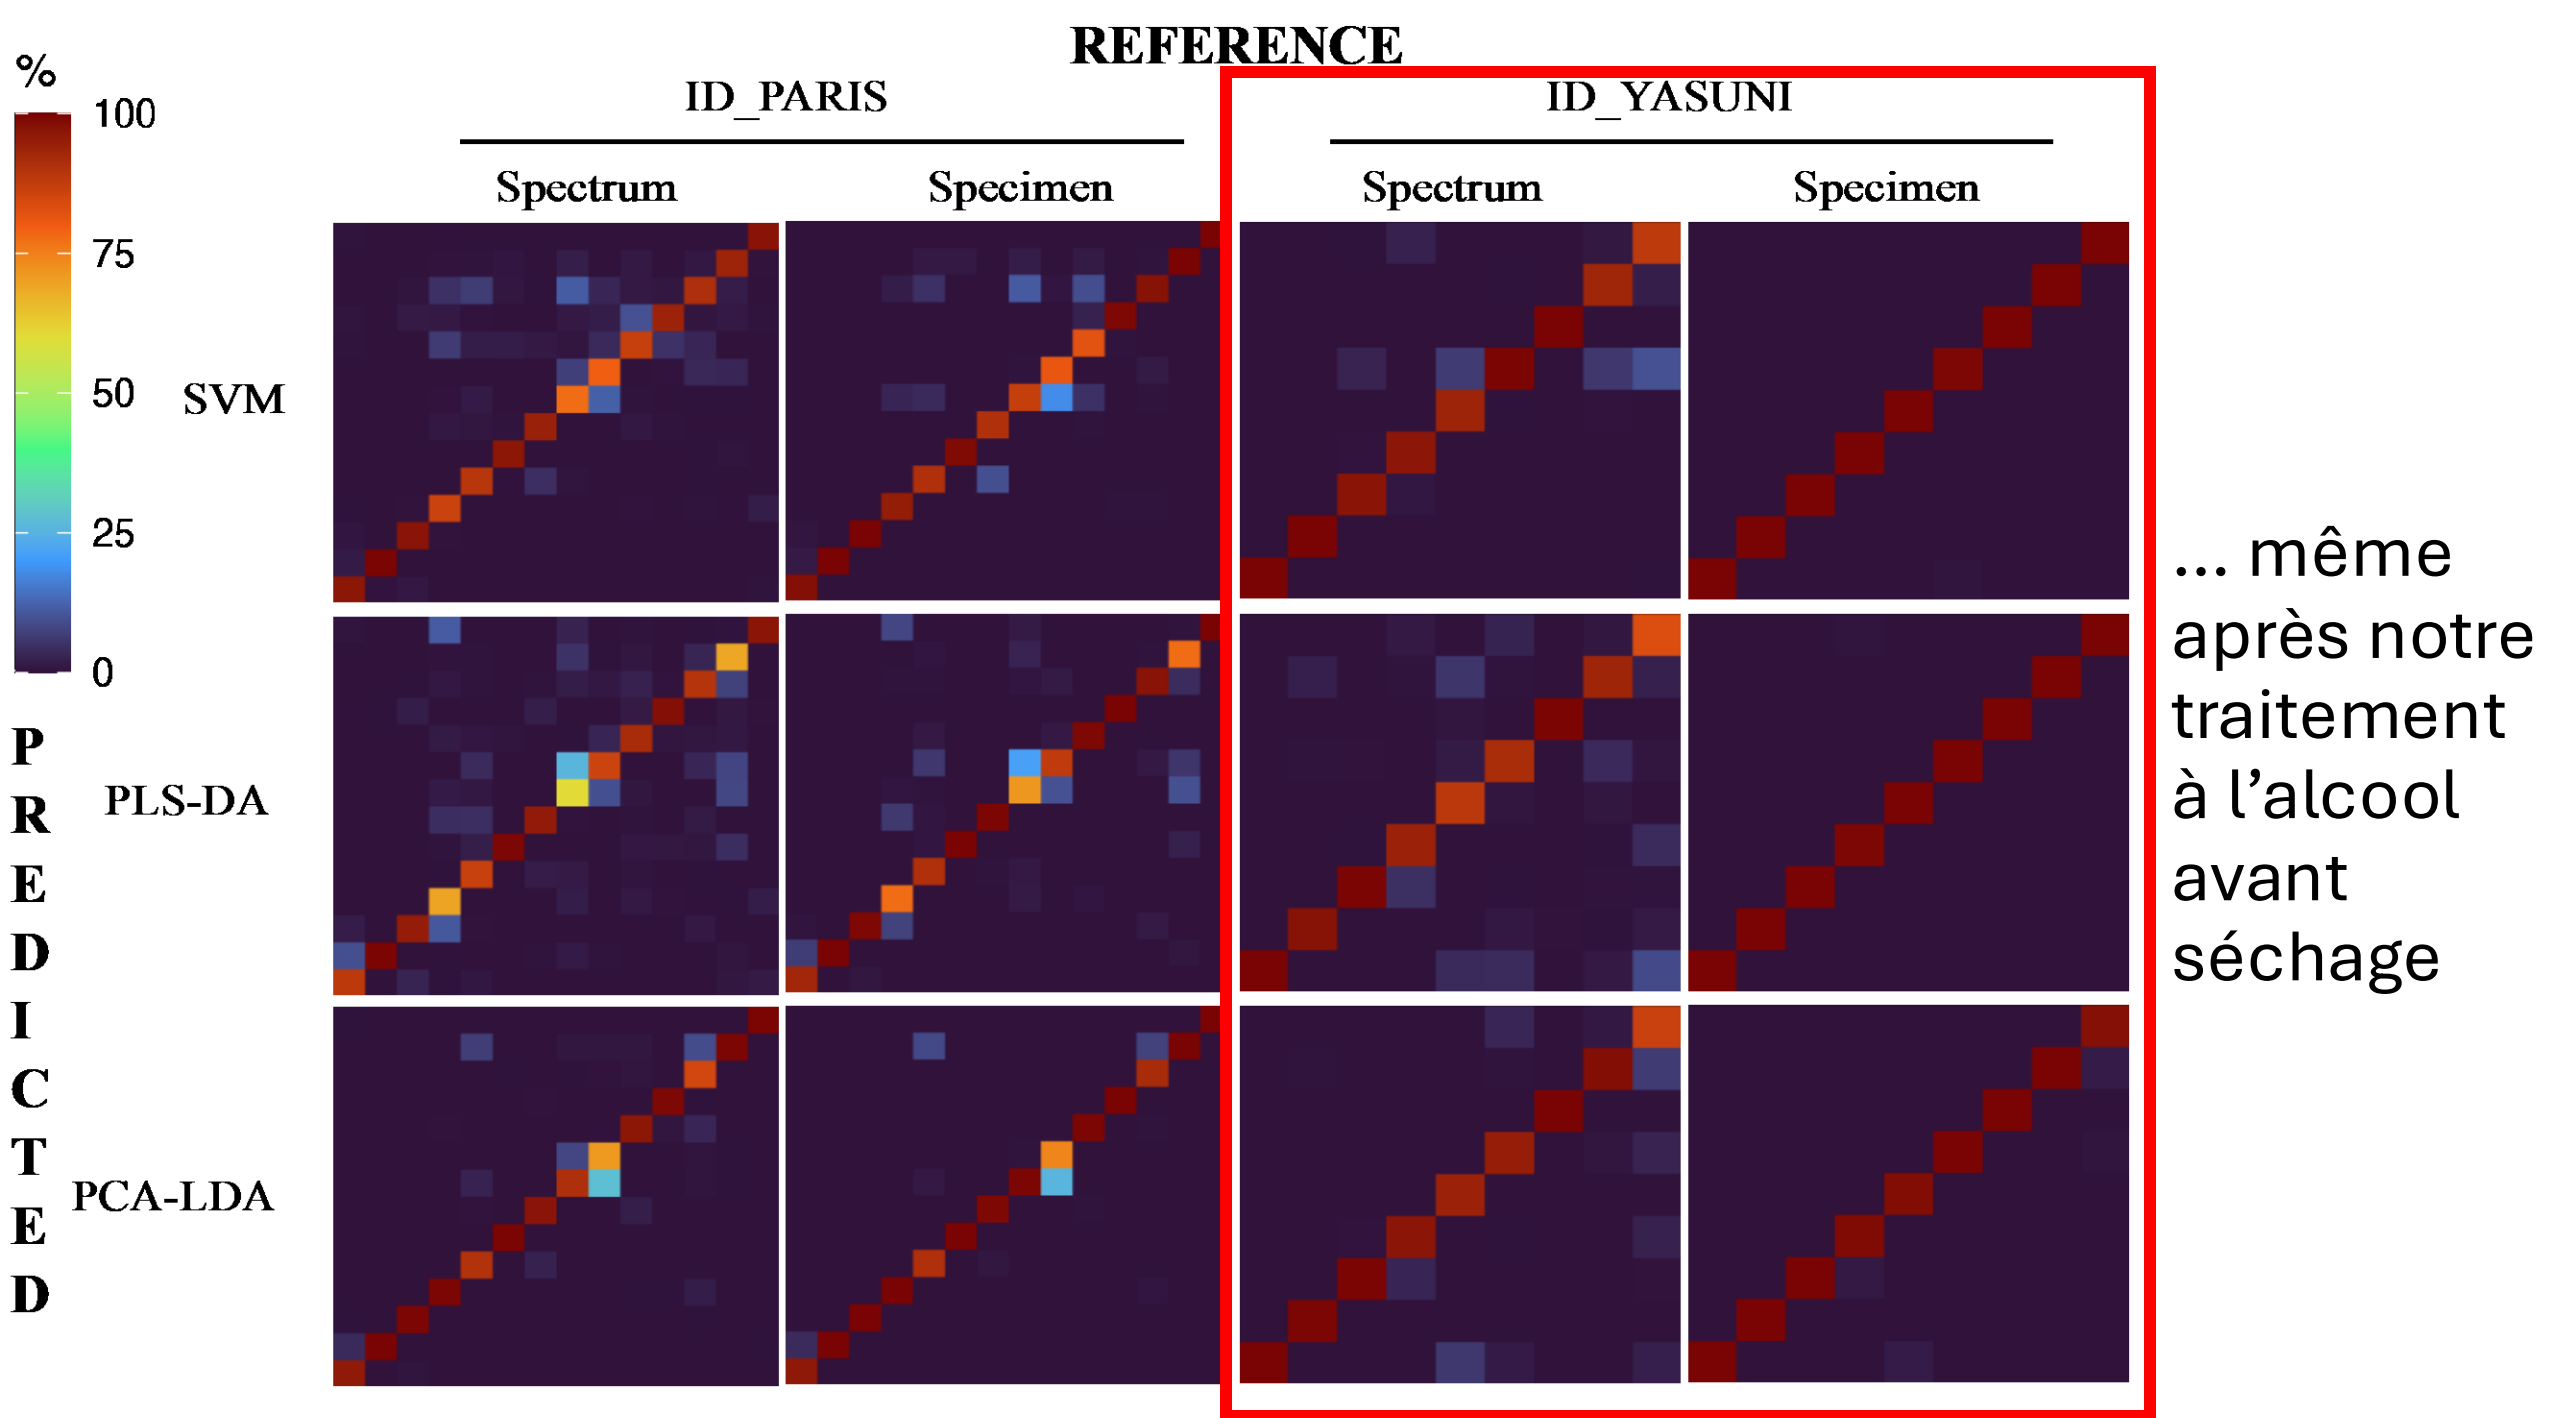 REFERENCE
%
ID_PARIS
ID_YASUNI
Spectrum
Specimen
Spectrum
Specimen
100
75
50
25
0
SVM
PLS-DA
PCA-LDA
PREDICTED
... même
après notre
traitement
à l’alcool
avant
séchage